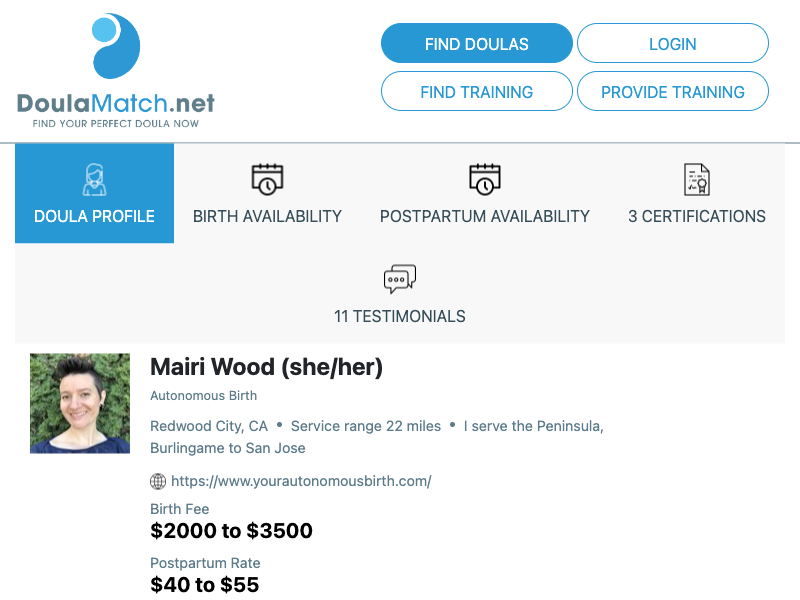 DoulaMatch.net
FIND YOUR PERFECT DOULA NOW
FIND DOULAS
LOGIN
FIND TRAINING
PROVIDE TRAINING
DOULA PROFILE
BIRTH AVAILABILITY
POSTPARTUM AVAILABILITY
3 CERTIFICATIONS
11 TESTIMONIALS
Mairi Wood (she/her)
Autonomous Birth
Redwood City, CA • Service range 22 miles • I serve the Peninsula,
Burlingame to San Jose
https://www.yourautonomousbirth.com/
Birth Fee
$2000 to $3500
Postpartum Rate
$40 to $55